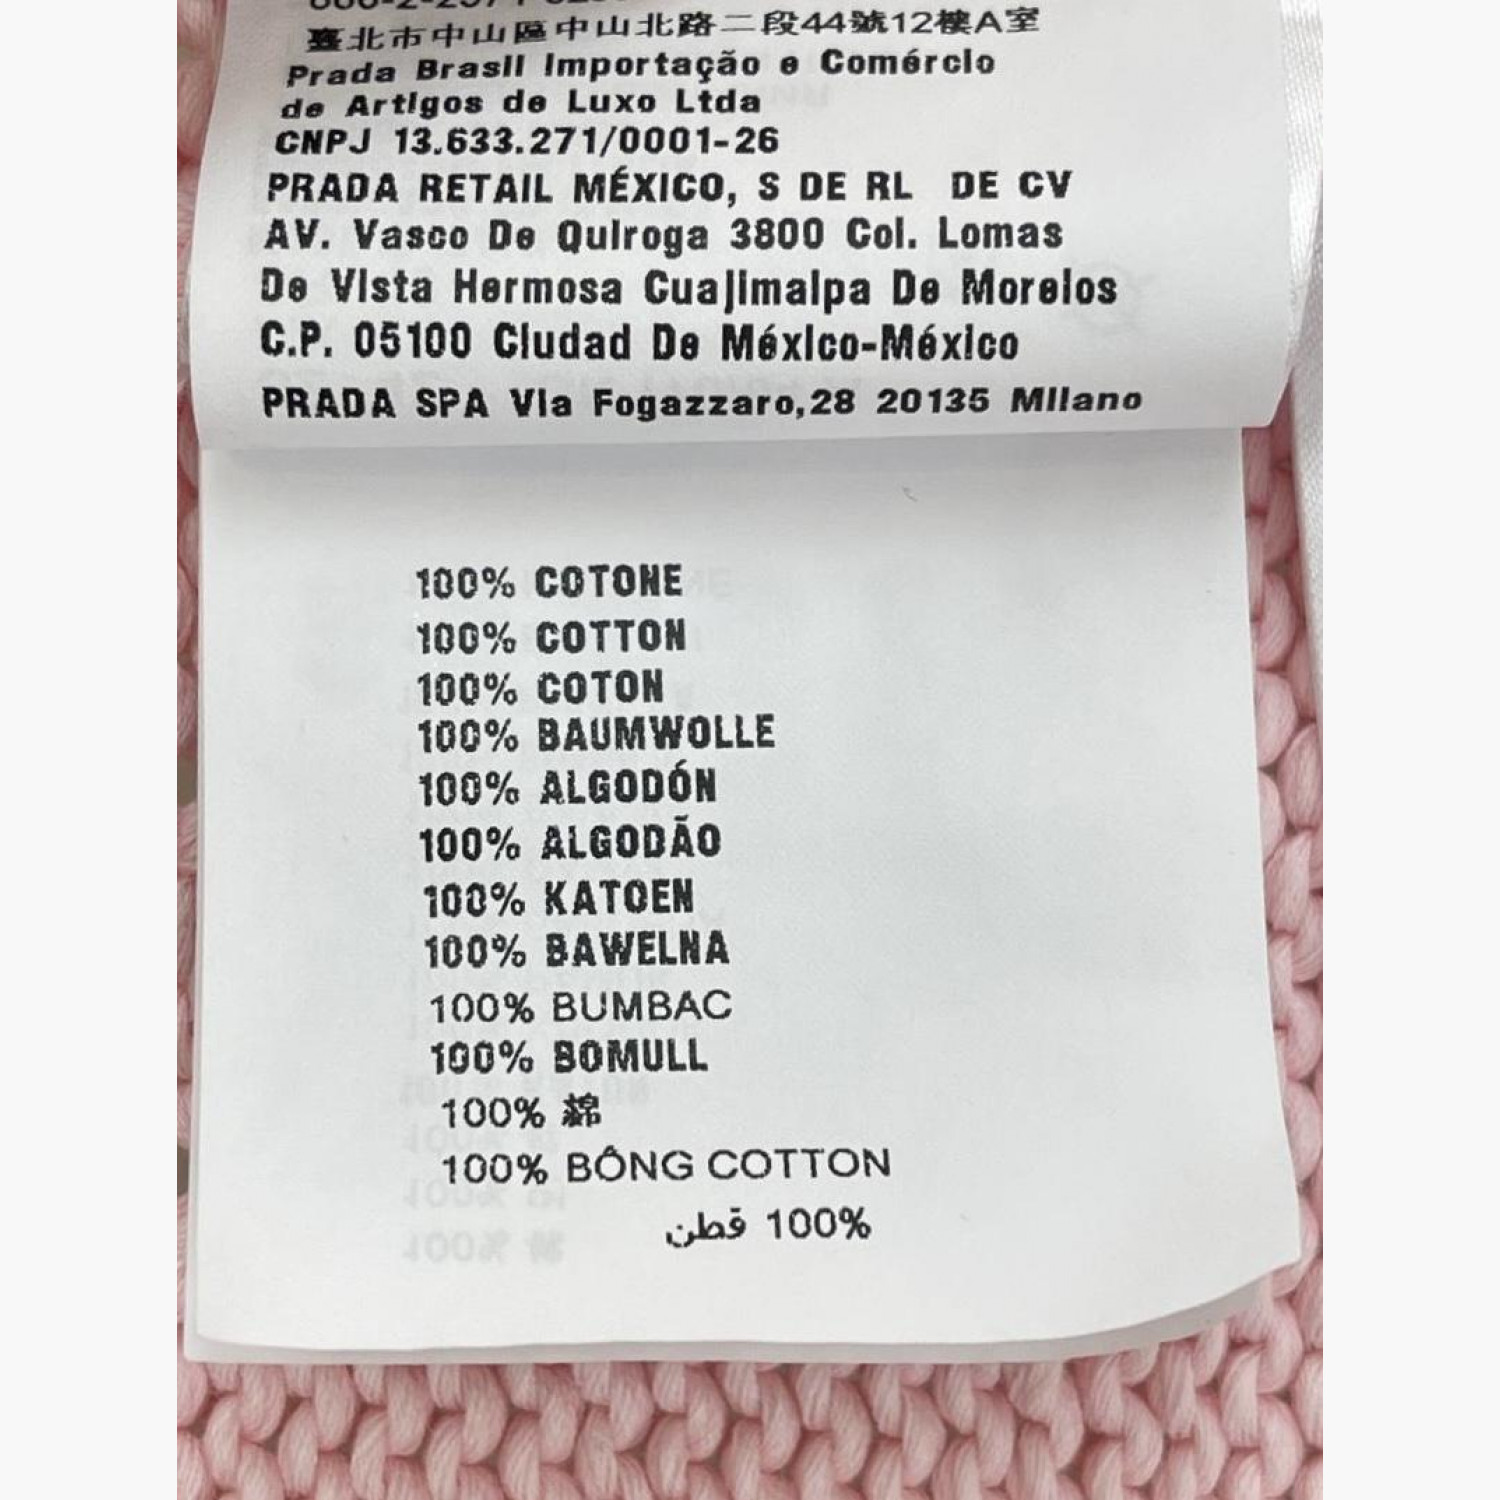 臺北市中山區中山北路二段44號12樓A室
Prada Brasil Importação e Comércio
de Artigos de Luxo Ltda
CNPJ 13.633.271/0001-26
PRADA RETAIL MÉXICO, S DE RL DE CV
AV. Vasco De Quiroga 3800 Col. Lomas
De Vista Hermosa Cuajimalpa De Morelos
C.P. 05100 Ciudad De México-México
PRADA SPA Via Fogazzaro,28 20135 Milano
100% COTONE
100% COTTON
100% COTON
100% BAUMWOLLE
100% ALGODÓN
100% ALGODÃO
100% KATOEN
100% BAWELNA
100% BUMBAC
100% BOMULL
100% 綿
100% BÔNG COTTON
100% قطن